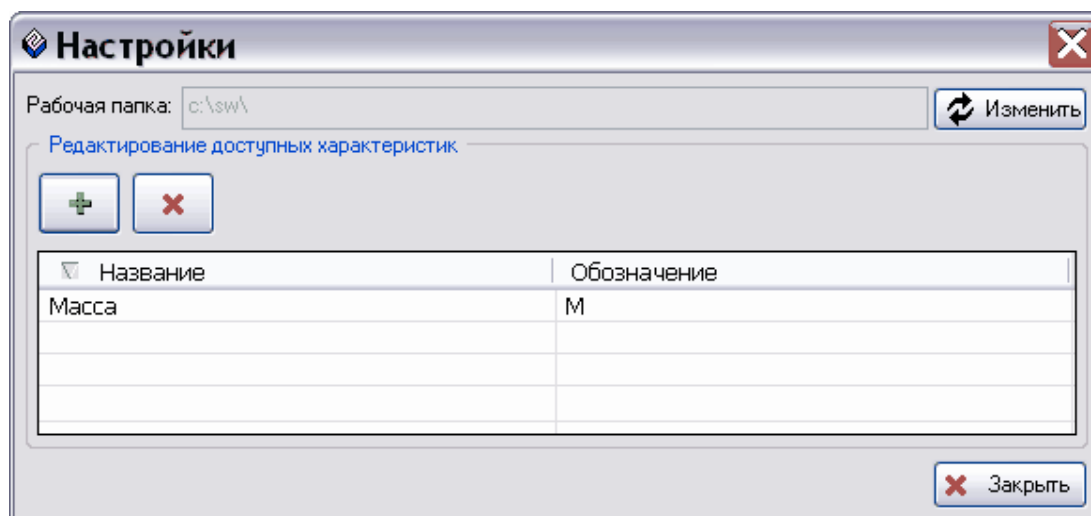 Настройки
Рабочая папка: c:\sw\ Изменить
Редактирование доступных характеристик
Название Обозначение
Масса М
Закрыть